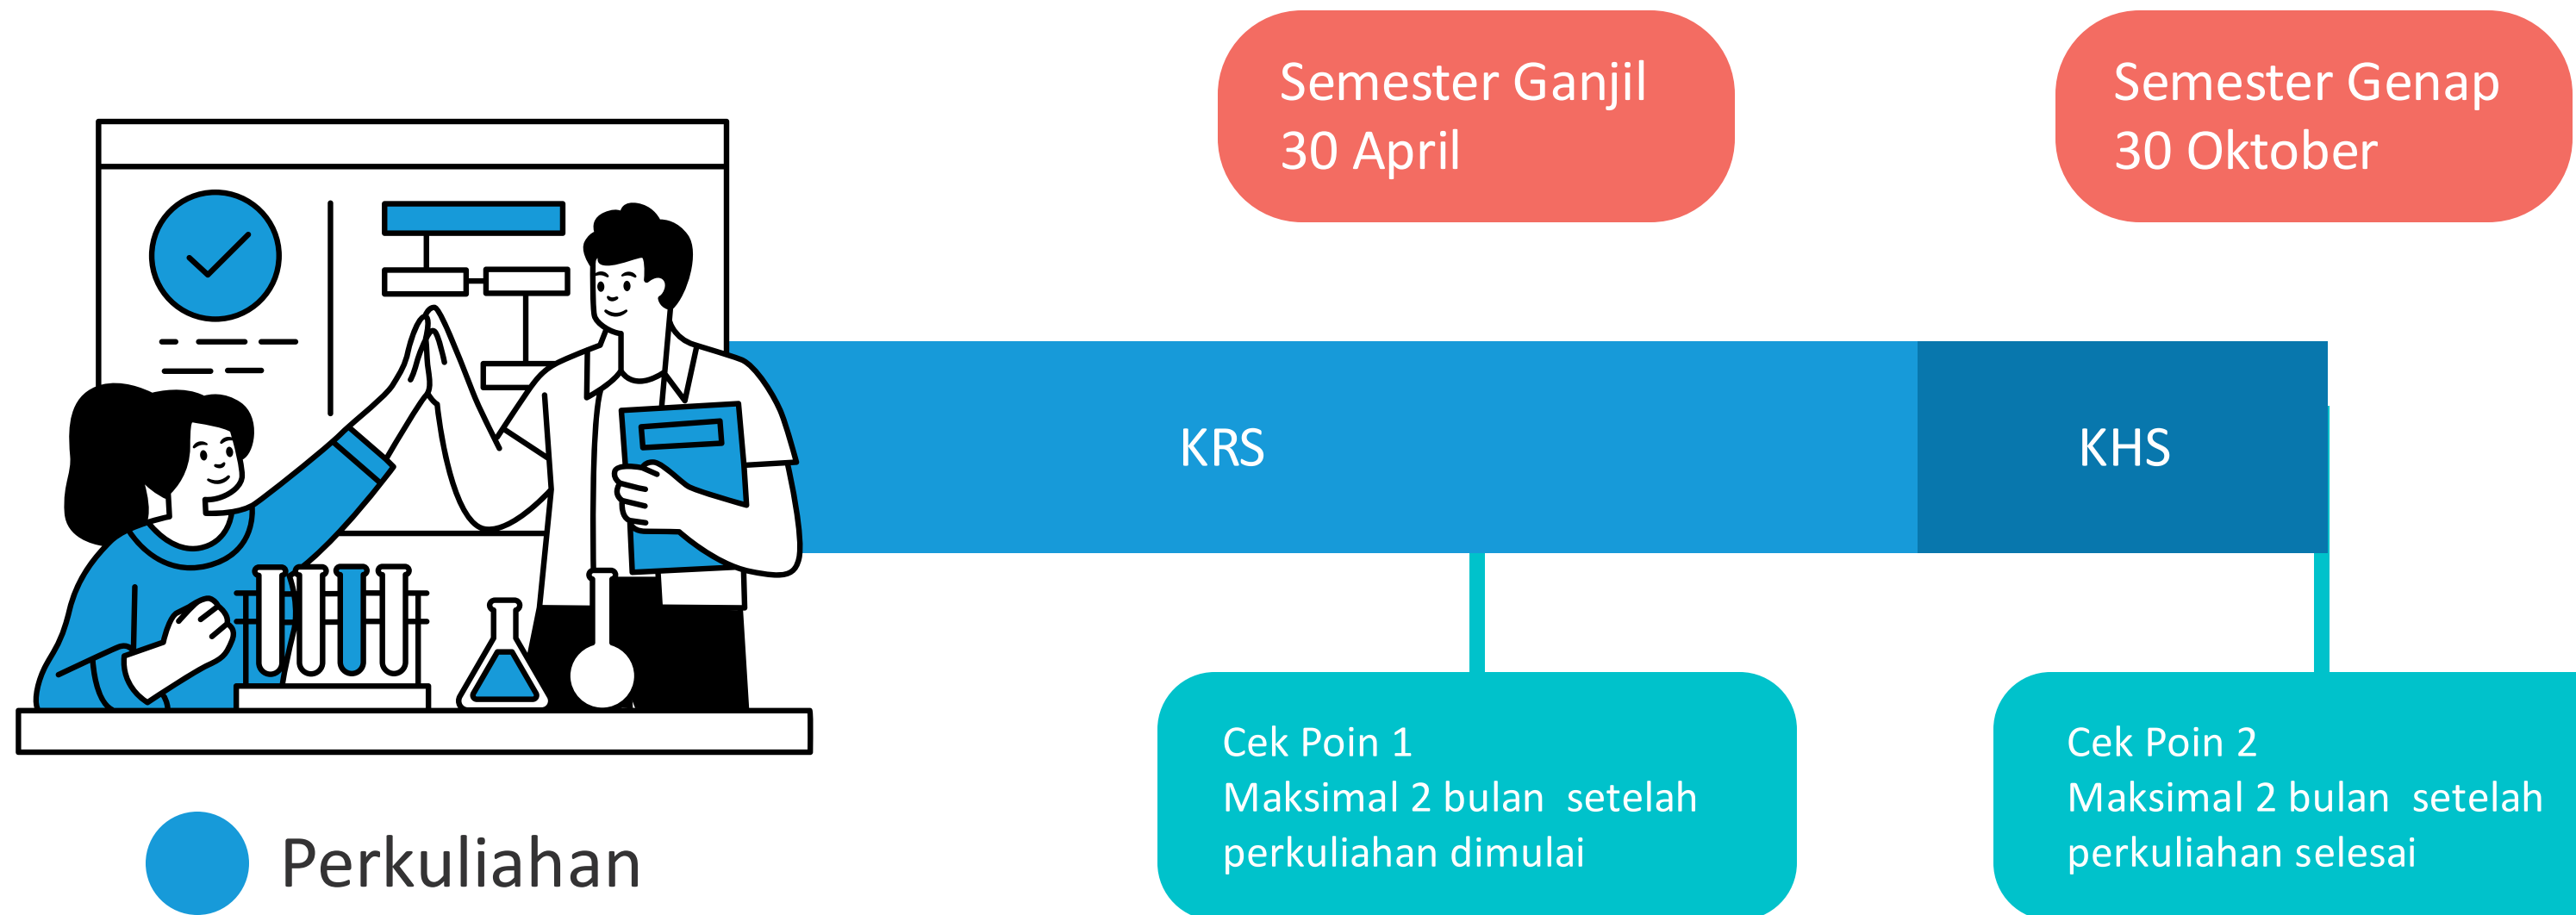 Semester Ganjil
30 April
Semester Genap
30 Oktober
KRS
KHS
Cek Poin 1
Maksimal 2 bulan setelah
perkuliahan dimulai
Cek Poin 2
Maksimal 2 bulan setelah
perkuliahan selesai
Perkuliahan